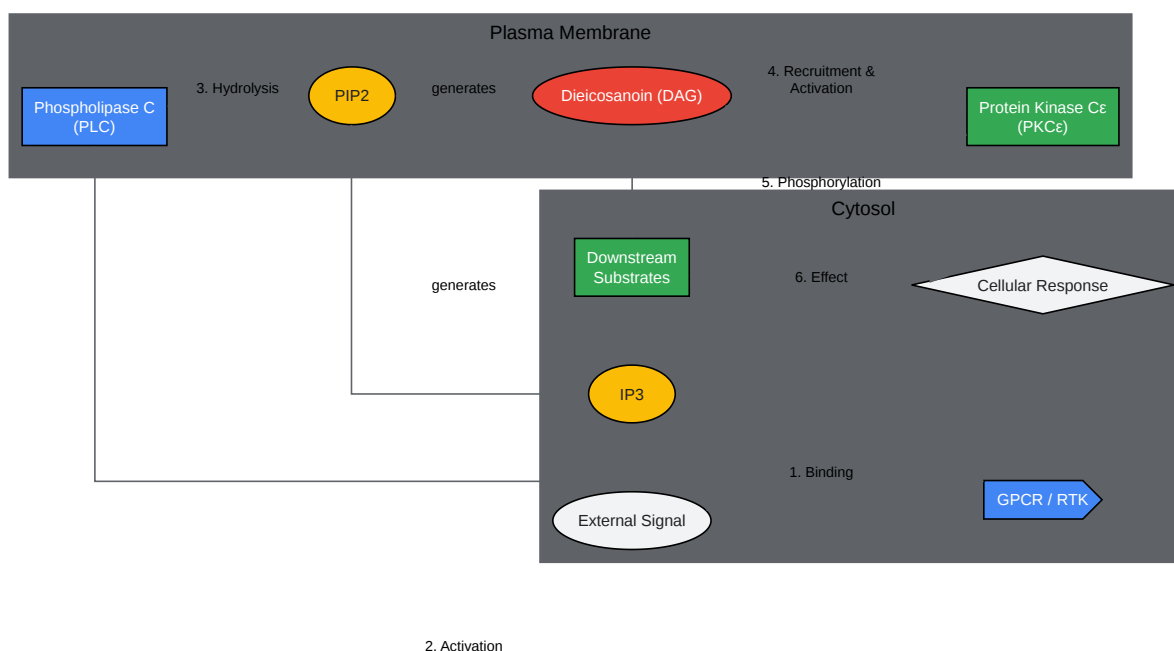 Plasma Membrane
4. Recruitment &
Activation
3. Hydrolysis
PIP2
generates
Dieicosanoin (DAG)
Phospholipase C
(PLC)
Protein Kinase Cε
(PKCε)
5. Phosphorylation
Cytosol
Downstream
Substrates
6. Effect
Cellular Response
generates
IP3
1. Binding
GPCR / RTK
External Signal
2. Activation